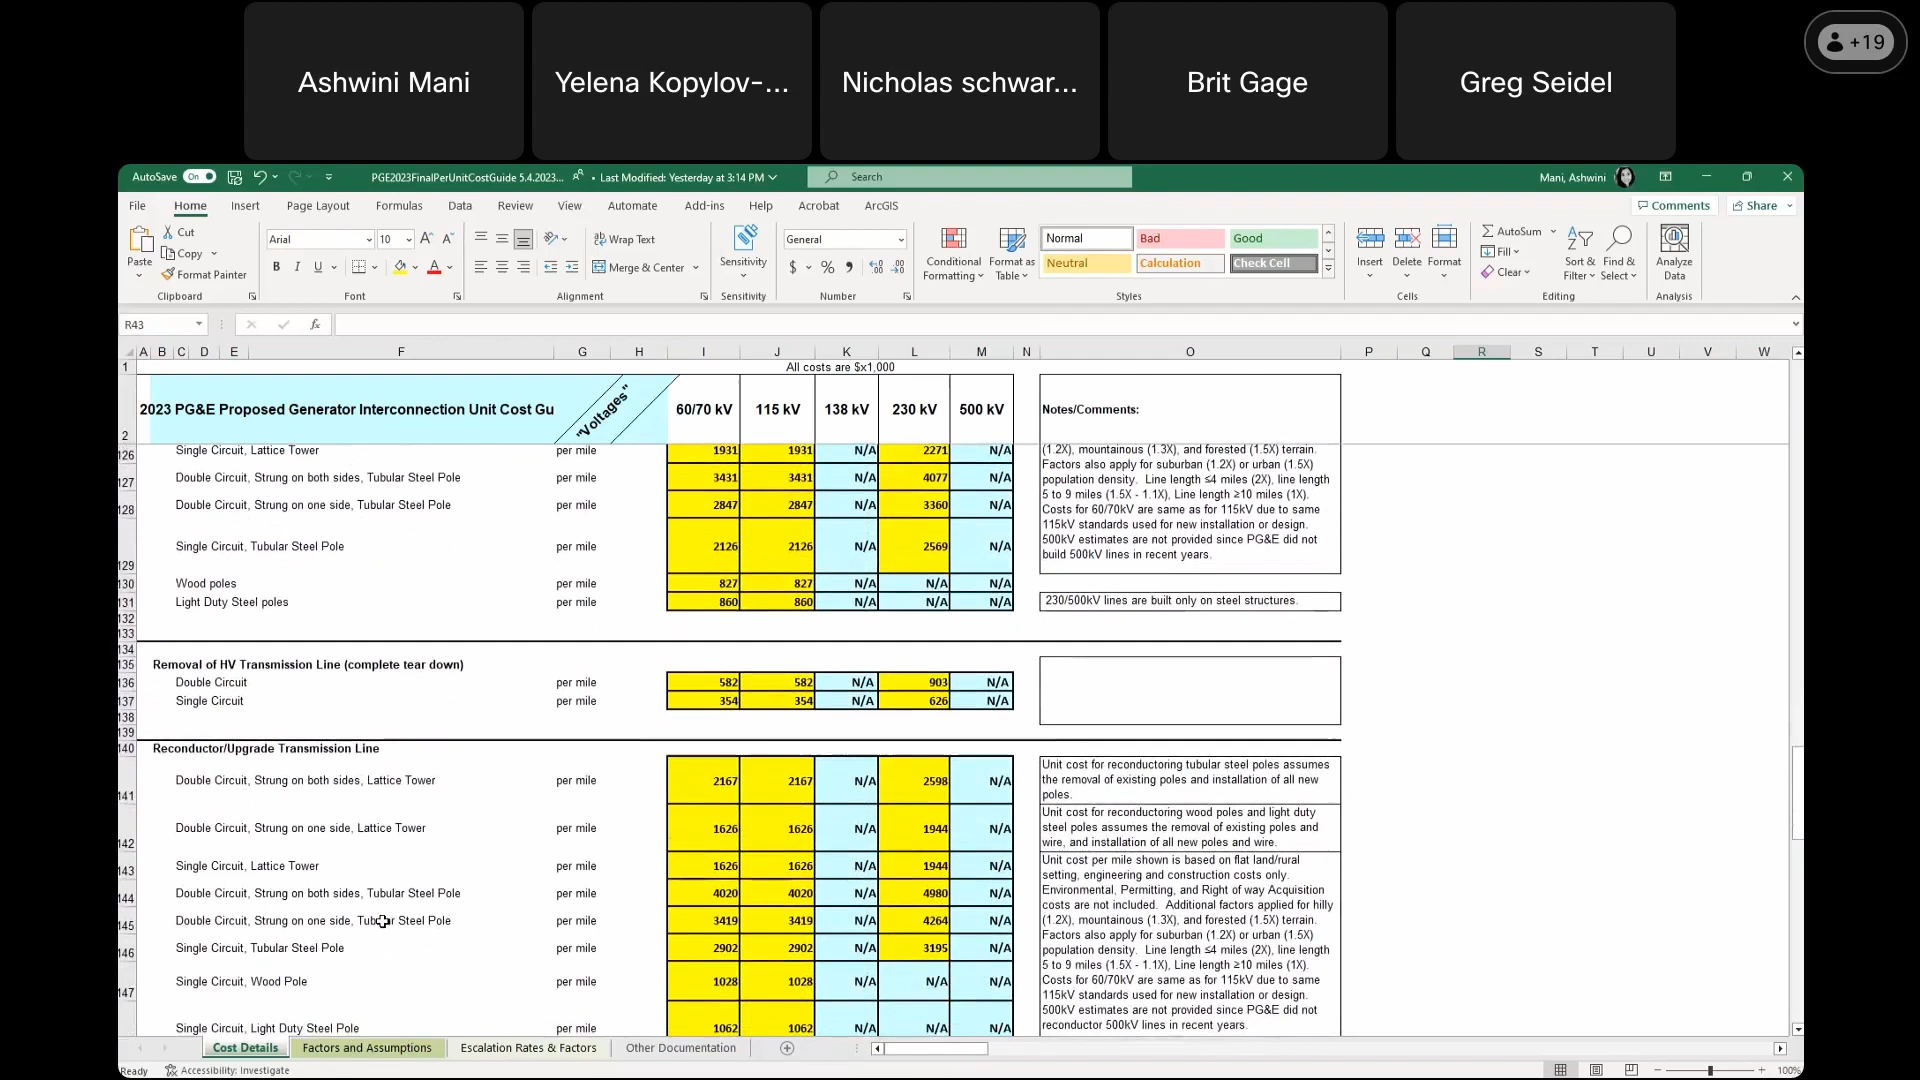 Ashwini Mani
Yelena Kopylov-...
Nicholas schwar...
Brit Gage
Greg Seidel
+19
AutoSave On PGE2023FinalPerUnitCostGuide 5.4.2023... • Last Modified: Yesterday at 3:14 PM Search Mani, Ashwini
File Home Insert Page Layout Formulas Data Review View Automate Add-ins Help Acrobat ArcGIS Comments Share
Paste Cut Copy Format Painter Clipboard
Arial 10 B I U Font
Wrap Text Merge & Center Alignment
Sensitivity Sensitivity
General $ % Number
Conditional Formatting Format as Table Normal Bad Good Neutral Calculation Check Cell Styles
Insert Delete Format Cells
AutoSum Fill Clear Sort & Filter Find & Select Editing
Analyze Data Analysis
R43 fx
A B C D E F G H I J K L M N O P Q R S T U V W
1 All costs are $x1,000
2 2023 PG&E Proposed Generator Interconnection Unit Cost Gu "Voltages" 60/70 kV 115 kV 138 kV 230 kV 500 kV Notes/Comments:
126 Single Circuit, Lattice Tower per mile 1931 1931 N/A 2271 N/A
127 Double Circuit, Strung on both sides, Tubular Steel Pole per mile 3431 3431 N/A 4077 N/A
128 Double Circuit, Strung on one side, Tubular Steel Pole per mile 2847 2847 N/A 3360 N/A
129 Single Circuit, Tubular Steel Pole per mile 2126 2126 N/A 2569 N/A
(1.2X), mountainous (1.3X), and forested (1.5X) terrain.
Factors also apply for suburban (1.2X) or urban (1.5X)
population density. Line length ≤4 miles (2X), line length
5 to 9 miles (1.5X - 1.1X), Line length ≥10 miles (1X).
Costs for 60/70kV are same as for 115kV due to same
115kV standards used for new installation or design.
500kV estimates are not provided since PG&E did not
build 500kV lines in recent years.
130 Wood poles per mile 827 827 N/A N/A N/A
131 Light Duty Steel poles per mile 860 860 N/A N/A N/A 230/500kV lines are built only on steel structures.
132
133
134
135 Removal of HV Transmission Line (complete tear down)
136 Double Circuit per mile 582 582 N/A 903 N/A
137 Single Circuit per mile 354 354 N/A 626 N/A
138
139
140 Reconductor/Upgrade Transmission Line
141 Double Circuit, Strung on both sides, Lattice Tower per mile 2167 2167 N/A 2598 N/A
Unit cost for reconductoring tubular steel poles assumes
the removal of existing poles and installation of all new
poles.
142 Double Circuit, Strung on one side, Lattice Tower per mile 1626 1626 N/A 1944 N/A
Unit cost for reconductoring wood poles and light duty
steel poles assumes the removal of existing poles and
wire, and installation of all new poles and wire.
143 Single Circuit, Lattice Tower per mile 1626 1626 N/A 1944 N/A
144 Double Circuit, Strung on both sides, Tubular Steel Pole per mile 4020 4020 N/A 4980 N/A
145 Double Circuit, Strung on one side, Tubular Steel Pole per mile 3419 3419 N/A 4264 N/A
146 Single Circuit, Tubular Steel Pole per mile 2902 2902 N/A 3195 N/A
147 Single Circuit, Wood Pole per mile 1028 1028 N/A N/A N/A
Single Circuit, Light Duty Steel Pole per mile 1062 1062 N/A N/A N/A
Unit cost per mile shown is based on flat land/rural
setting, engineering and construction costs only.
Environmental, Permitting, and Right of way Acquisition
costs are not included. Additional factors applied for hilly
(1.2X), mountainous (1.3X), and forested (1.5X) terrain.
Factors also apply for suburban (1.2X) or urban (1.5X)
population density. Line length ≤4 miles (2X), line length
5 to 9 miles (1.5X - 1.1X), Line length ≥10 miles (1X).
Costs for 60/70kV are same as for 115kV due to same
115kV standards used for new installation or design.
500kV estimates are not provided since PG&E did not
reconductor 500kV lines in recent years.
Cost Details Factors and Assumptions Escalation Rates & Factors Other Documentation
Ready Accessibility: Investigate 100%